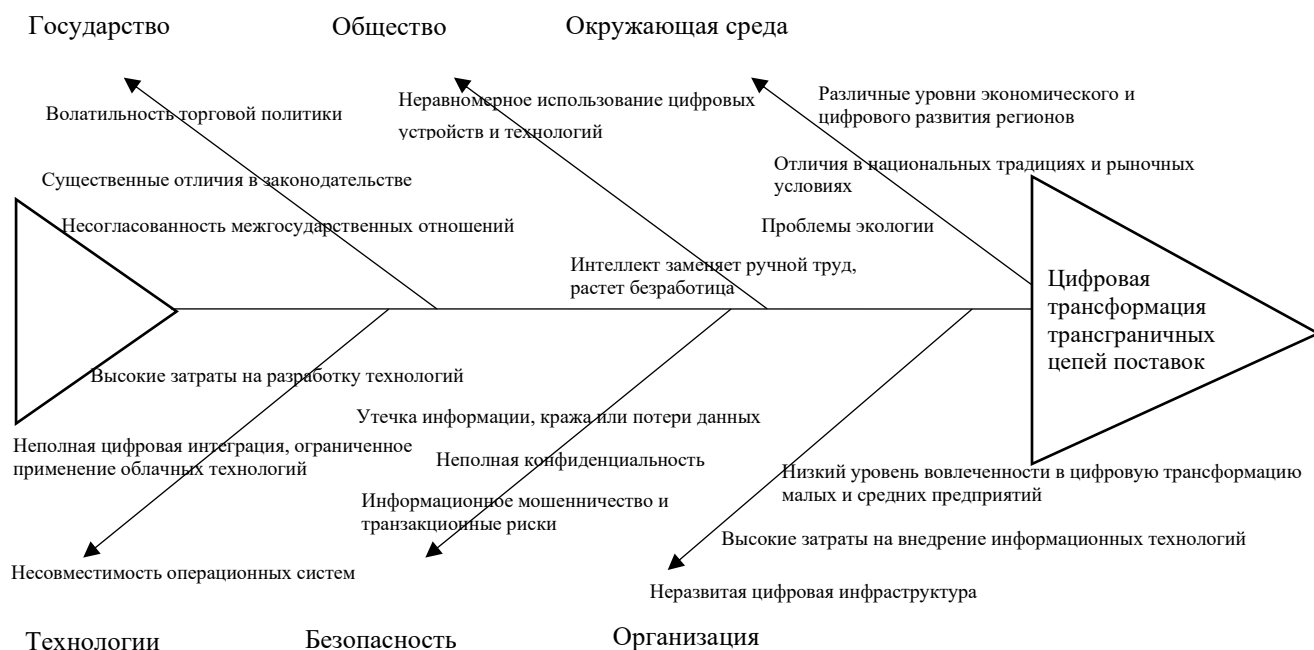 Государство
Общество
Окружающая среда
Волатильность торговой политики
Существенные отличия в законодательстве
Несогласованность межгосударственных отношений
Неравномерное использование цифровых
устройств и технологий
Интеллект заменяет ручной труд,
растет безработица
Различные уровни экономического и
цифрового развития регионов
Отличия в национальных традициях и рыночных
условиях
Проблемы экологии
Цифровая
трансформация
трансграничных
цепей поставок
Высокие затраты на разработку технологий
Неполная цифровая интеграция, ограниченное
применение облачных технологий
Несовместимость операционных систем
Утечка информации, кража или потери данных
Неполная конфиденциальность
Информационное мошенничество и
транзакционные риски
Низкий уровень вовлеченности в цифровую трансформацию
малых и средних предприятий
Высокие затраты на внедрение информационных технологий
Неразвитая цифровая инфраструктура
Технологии
Безопасность
Организация